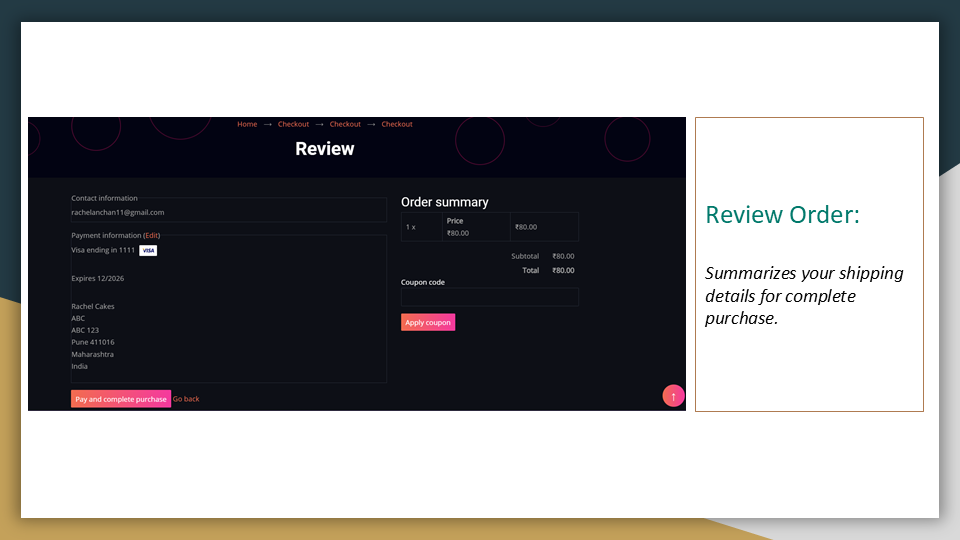 Home → Checkout → Checkout → Checkout
Review
Contact information
rachelanchan11@gmail.com
Payment information (Edit)
Visa ending in 1111 VISA
Expires 12/2026
Rachel Cakes
ABC
ABC 123
Pune 411016
Maharashtra
India
Pay and complete purchase Go back
Order summary
1 x Price ₹80.00
₹80.00
Subtotal ₹80.00
Total ₹80.00
Coupon code
Apply coupon
↑
Review Order:
Summarizes your shipping
details for complete
purchase.